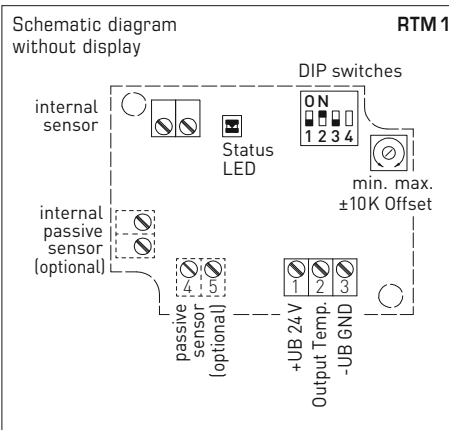 Schematic diagram
without display
RTM 1
DIP switches
internal
sensor
ON
1 2 3 4
Status
LED
min. max.
±10K Offset
internal
passive
sensor
(optional)
4 5
1 2 3
passive
sensor
(optional)
+UB 24 V
Output Temp.
-UB GND